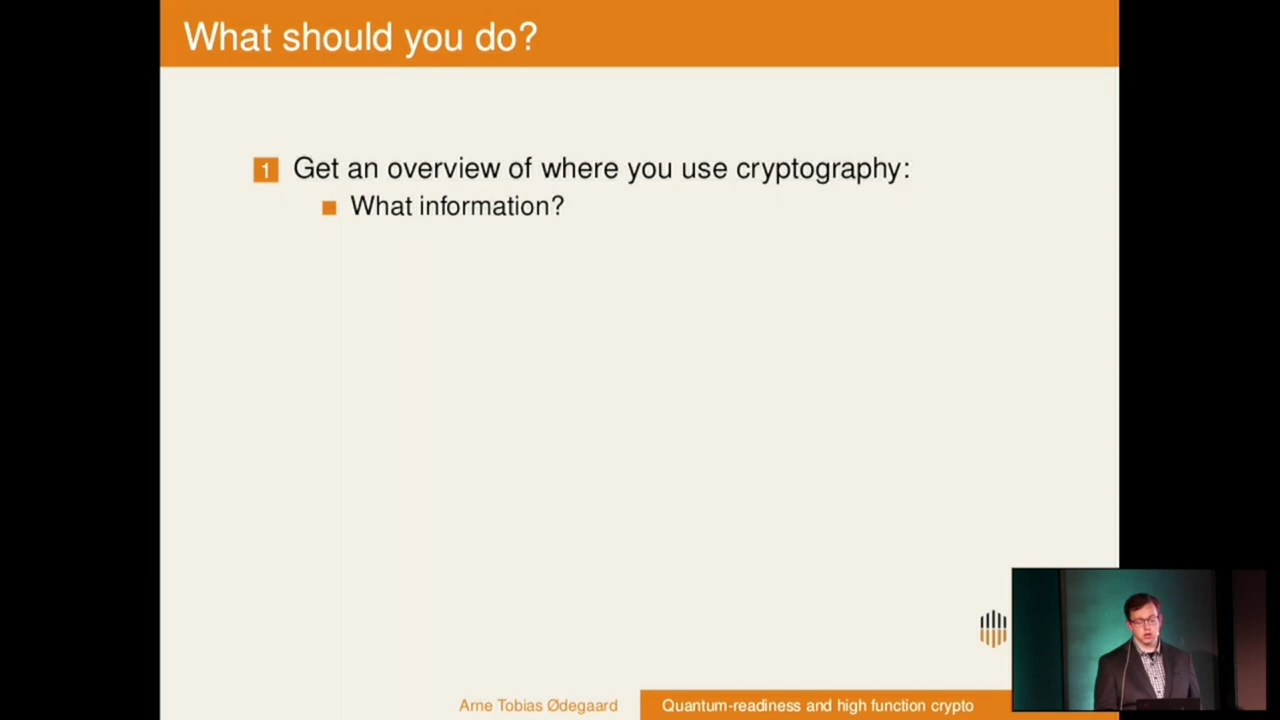 What should you do?
1 Get an overview of where you use cryptography:
What information?
Arne Tobias Ødegaard
Quantum-readiness and high function crypto